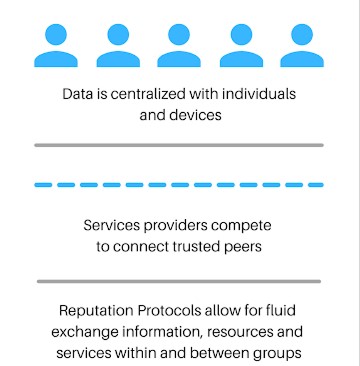 Data is centralized with individuals
and devices
Services providers compete
to connect trusted peers
Reputation Protocols allow for fluid
exchange information, resources and
services within and between groups